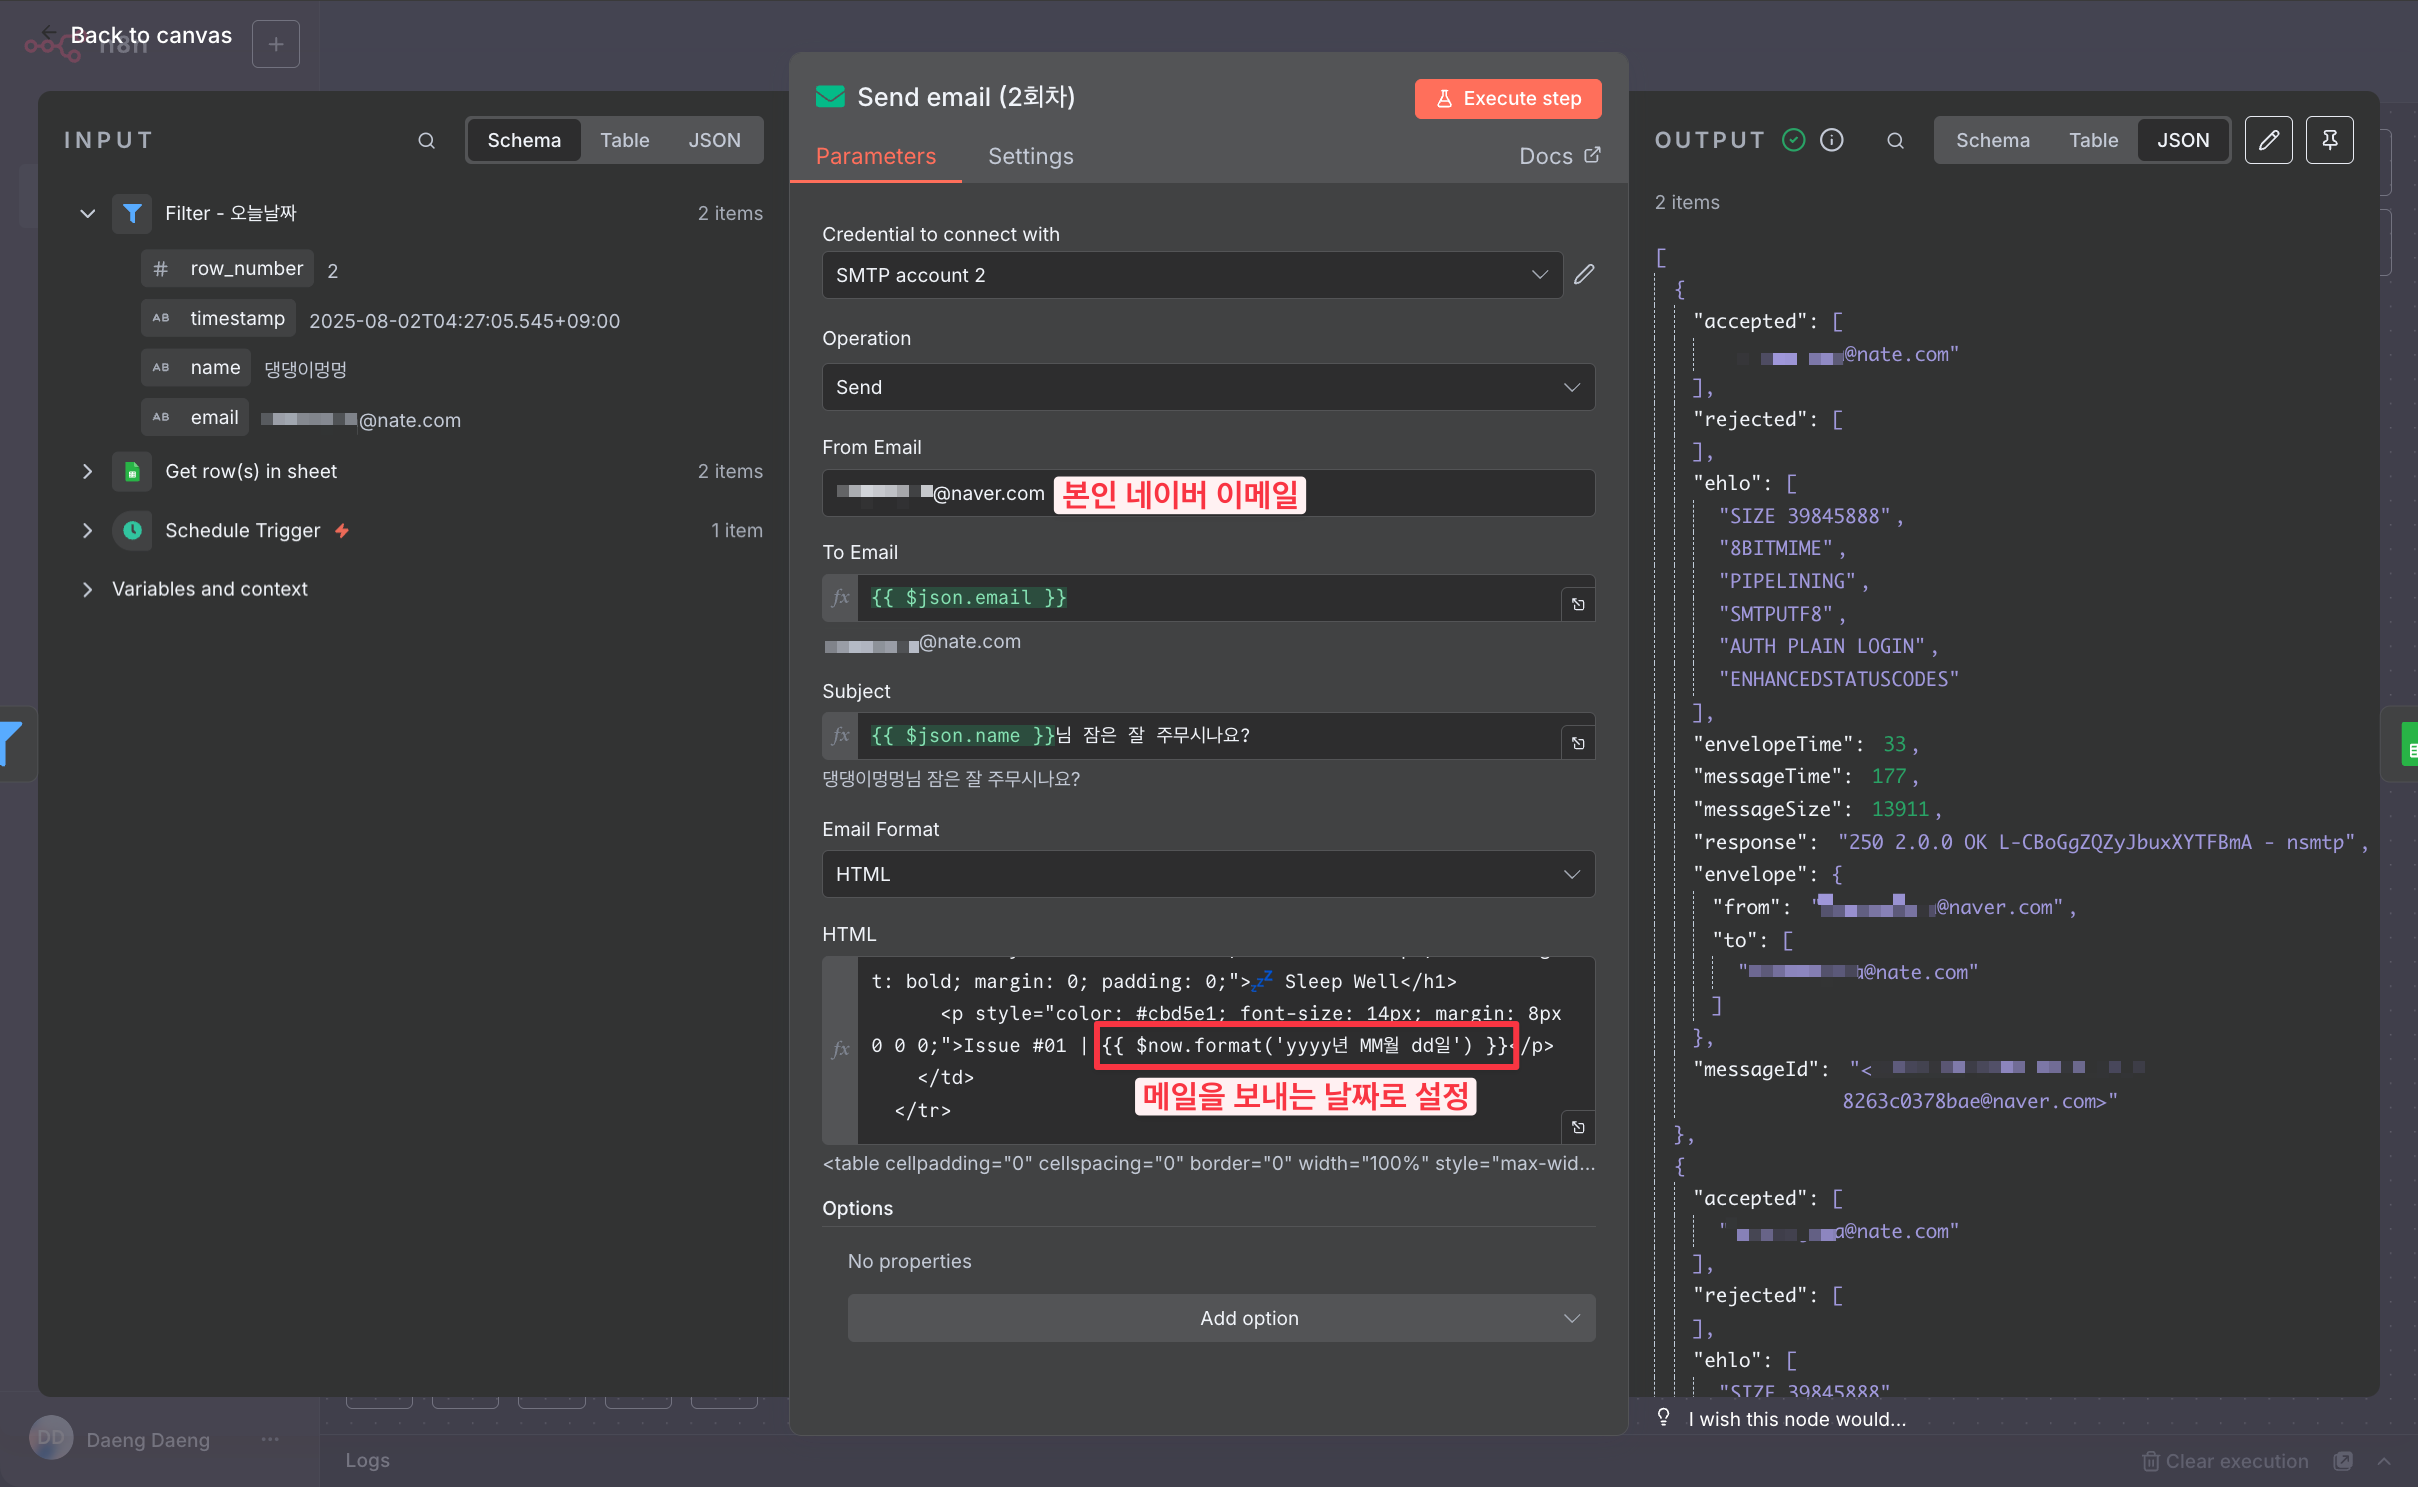 Back to canvas
n8n
INPUT
Schema
Table
JSON
Filter - 오늘날짜
2 items
row_number
2
timestamp
2025-08-02T04:27:05.545+09:00
name
댕댕이멍멍
email
@nate.com
Get row(s) in sheet
2 items
Schedule Trigger
1 item
Variables and context
Send email (2회차)
Execute step
Parameters
Settings
Docs
Credential to connect with
SMTP account 2
Operation
Send
From Email
@naver.com
본인 네이버 이메일
To Email
fx
{{ $json.email }}
@nate.com
Subject
fx
{{ $json.name }}님 잠은 잘 주무시나요?
댕댕이멍멍님 잠은 잘 주무시나요?
Email Format
HTML
HTML
t: bold; margin: 0; padding: 0;">💤 Sleep Well</h1>
<p style="color: #cbd5e1; font-size: 14px; margin: 8px
fx
0 0 0;">Issue #01 | {{ $now.format('yyyy년 MM월 dd일') }}</p>
</td>
메일을 보내는 날짜로 설정
</tr>
<table cellpadding="0" cellspacing="0" border="0" width="100%" style="max-wid...
Options
No properties
Add option
OUTPUT
Schema
Table
JSON
2 items
[
{
"accepted": [
@nate.com"
],
"rejected": [
],
"ehlo": [
"SIZE 39845888",
"8BITMIME",
"PIPELINING",
"SMTPUTF8",
"AUTH PLAIN LOGIN",
"ENHANCEDSTATUSCODES"
],
"envelopeTime": 33,
"messageTime": 177,
"messageSize": 13911,
"response": "250 2.0.0 OK L-CBoGgZQZyJbuxXYTFBmA - nsmtp",
"envelope": {
"from": "@naver.com",
"to": [
"a@nate.com"
]
},
"messageId": "<
8263c0378bae@naver.com>"
},
{
"accepted": [
"a@nate.com"
],
"rejected": [
],
"ehlo": [
"SIZE 39845888"
I wish this node would...
DD
Daeng Daeng
Logs
Clear execution